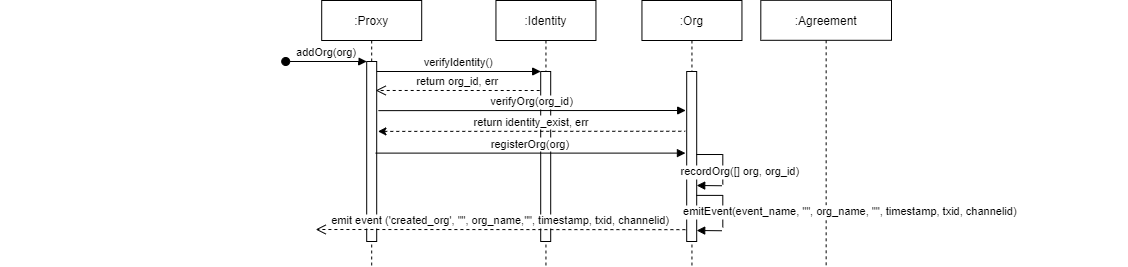 :Proxy
:Identity
:Org
:Agreement
addOrg(org)
verifyIdentity()
return org_id, err
verifyOrg(org_id)
return identity_exist, err
registerOrg(org)
recordOrg([] org, org_id)
emitEvent(event_name, "", org_name, "", timestamp, txid, channelid)
emit event ('created_org', "", org_name,"", timestamp, txid, channelid)